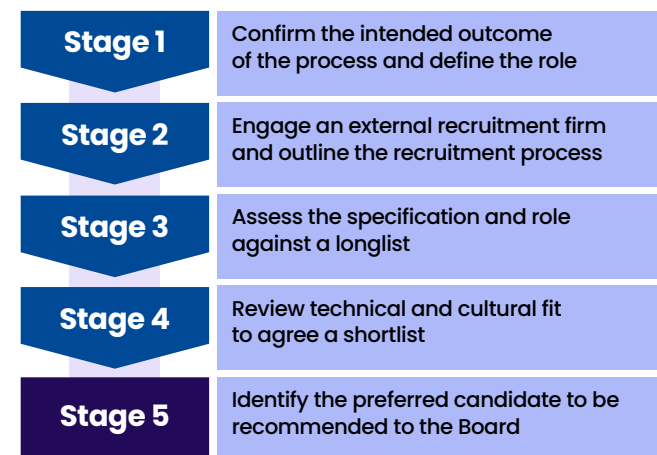 Stage 1
Confirm the intended outcome
of the process and define the role
Stage 2
Engage an external recruitment firm
and outline the recruitment process
Stage 3
Assess the specification and role
against a longlist
Stage 4
Review technical and cultural fit
to agree a shortlist
Stage 5
Identify the preferred candidate to be
recommended to the Board